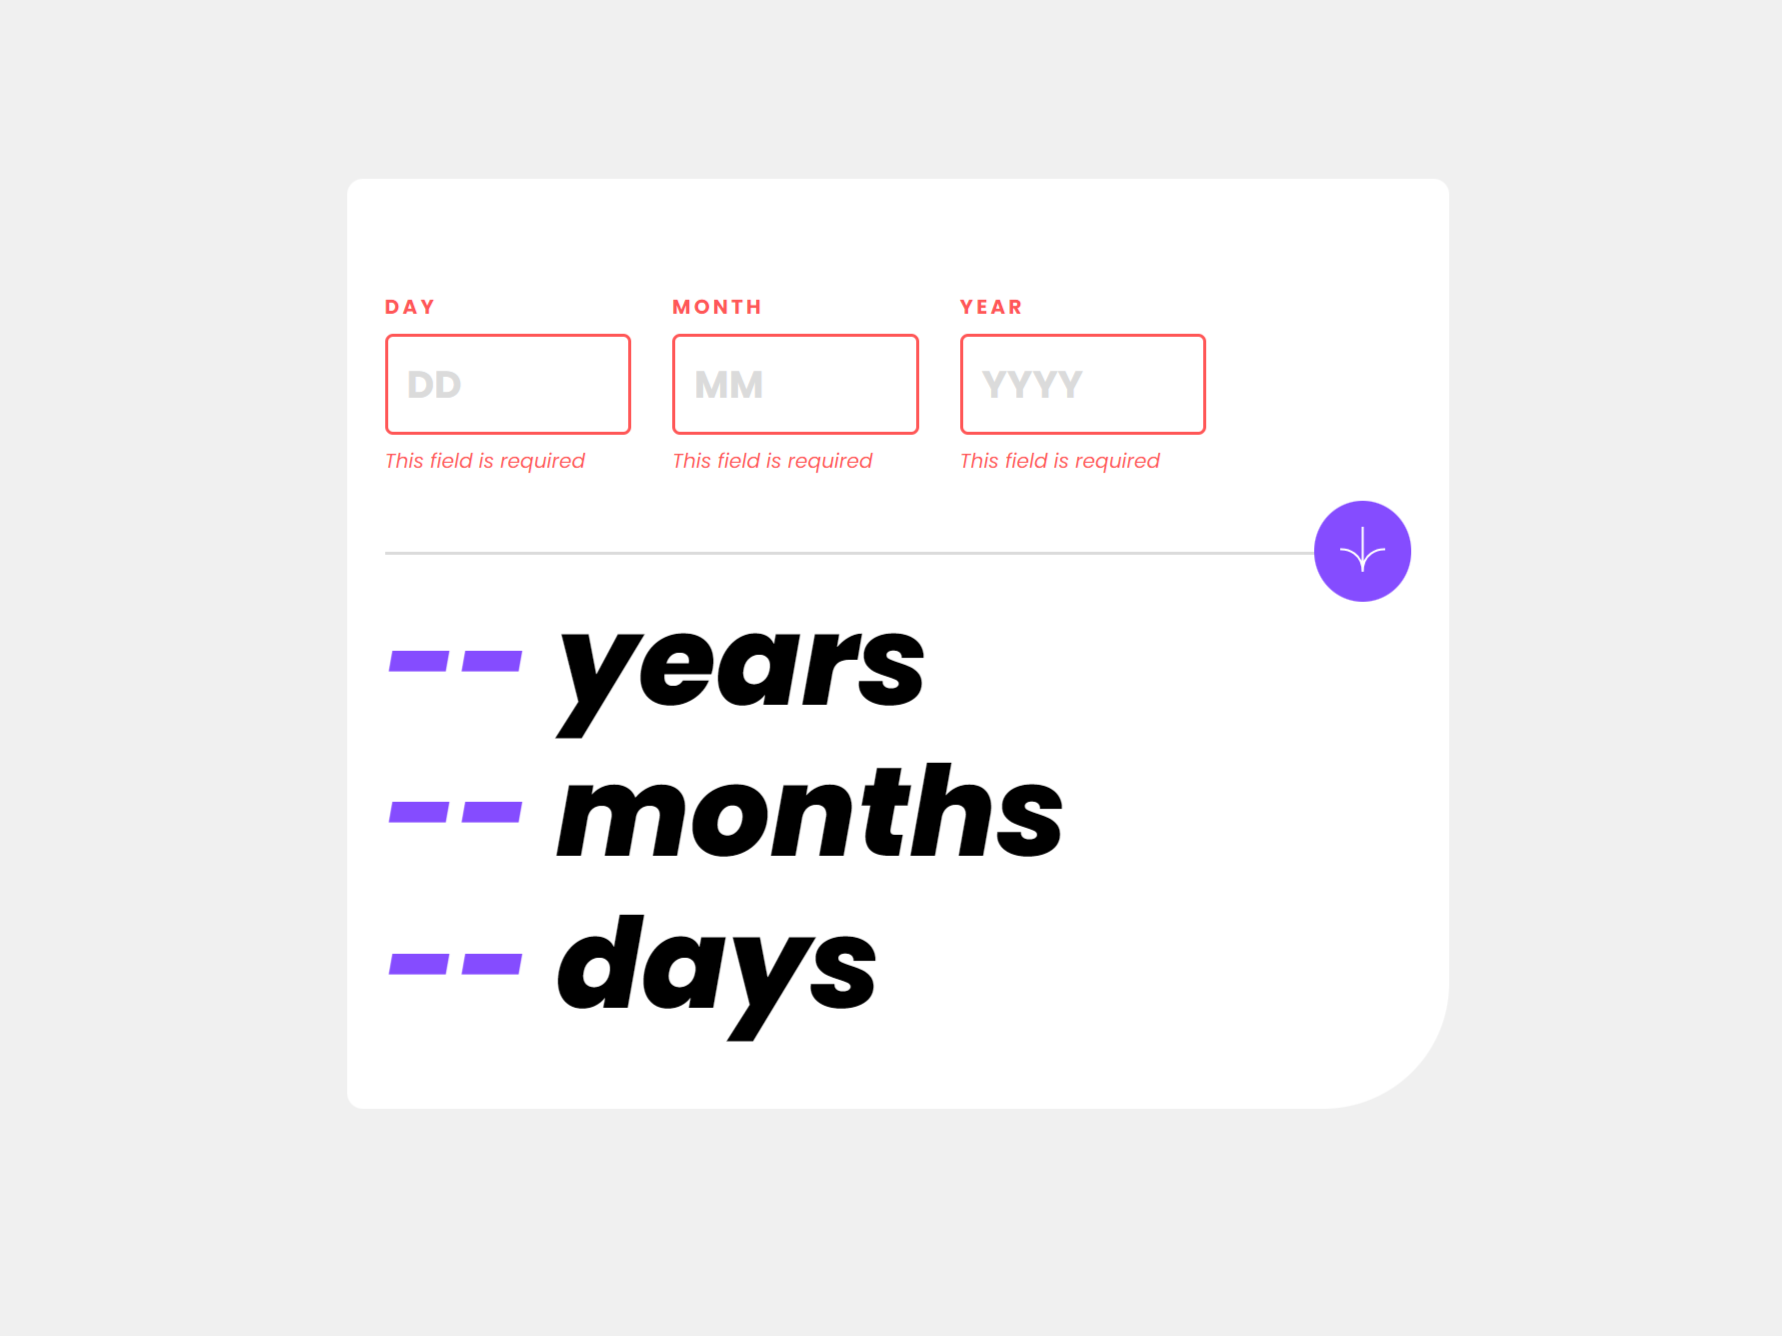 DAY MONTH YEAR
DD MM YYYY
This field is required This field is required This field is required
-- years
-- months
-- days